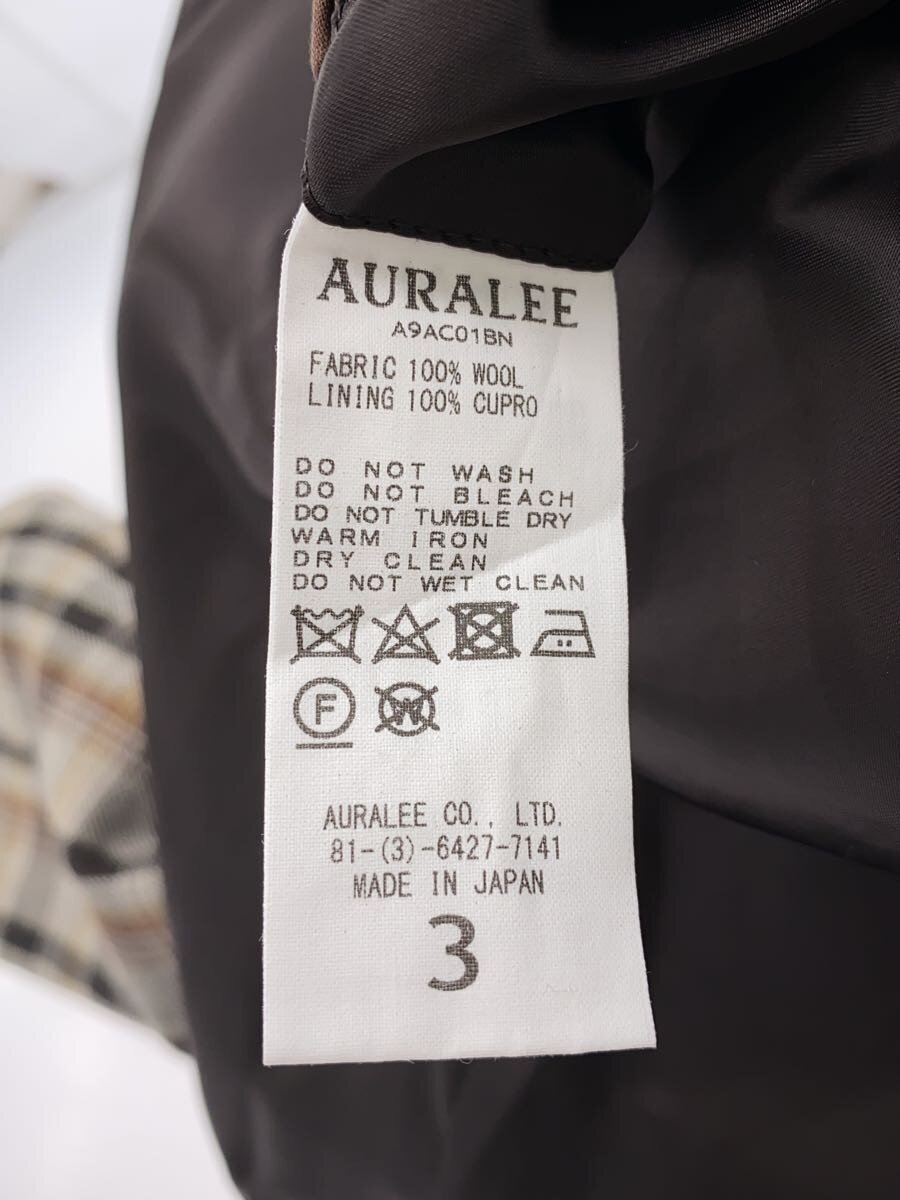 AURALEE
A9AC01BN
FABRIC 100% WOOL
LINING 100% CUPRO
DO NOT WASH
DO NOT BLEACH
DO NOT TUMBLE DRY
WARM IRON
DRY CLEAN
DO NOT WET CLEAN
F W
AURALEE CO., LTD.
81-(3)-6427-7141
MADE IN JAPAN
3